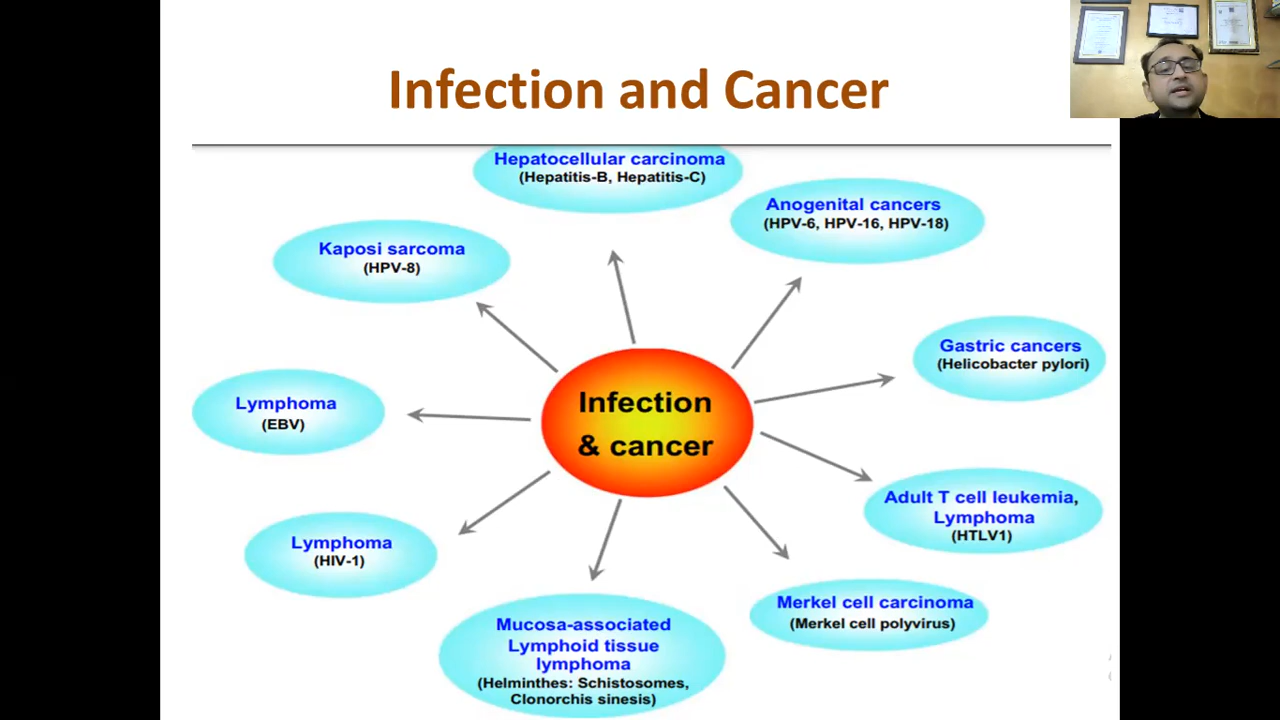 Infection and Cancer
Hepatocellular carcinoma
(Hepatitis-B, Hepatitis-C)
Anogenital cancers
(HPV-6, HPV-16, HPV-18)
Kaposi sarcoma
(HPV-8)
Gastric cancers
(Helicobacter pylori)
Lymphoma
(EBV)
Infection
& cancer
Adult T cell leukemia,
Lymphoma
(HTLV1)
Lymphoma
(HIV-1)
Merkel cell carcinoma
(Merkel cell polyvirus)
Mucosa-associated
Lymphoid tissue
lymphoma
(Helminthes: Schistosomes,
Clonorchis sinesis)